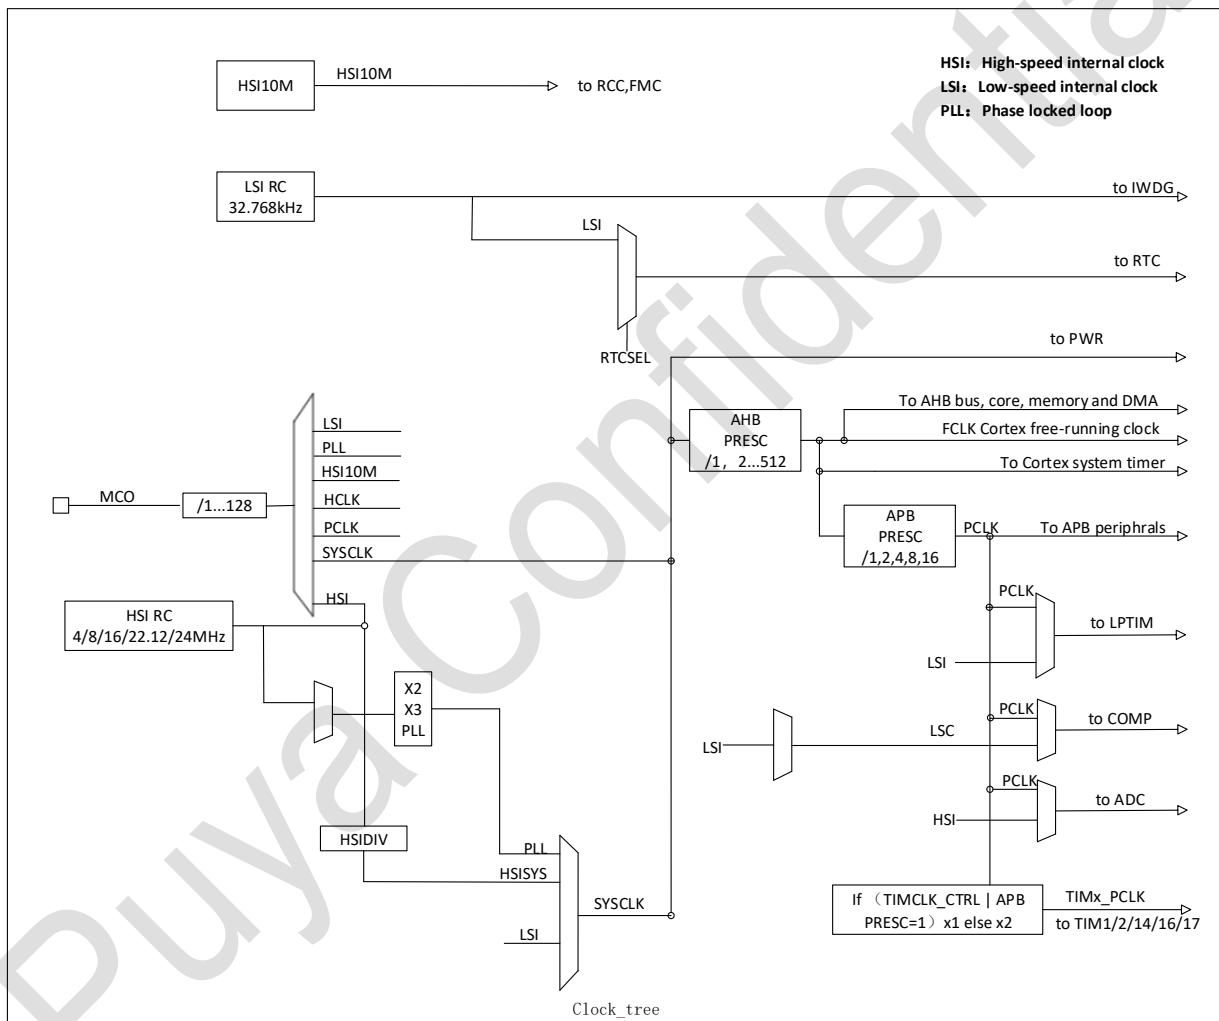 HSI: High-speed internal clock
LSI: Low-speed internal clock
PLL: Phase locked loop
HSI10M
HSI10M
to RCC,FMC
LSI RC
32.768kHz
to IWDG
LSI
to RTC
RTCSEL
to PWR
AHB
PRESC
/1, 2...512
To AHB bus, core, memory and DMA
FCLK Cortex free-running clock
To Cortex system timer
LSI
PLL
HSI10M
HCLK
PCLK
SYSCLK
HSI
MCO
/1...128
APB
PRESC
/1,2,4,8,16
PCLK
To APB periphrals
HSI RC
4/8/16/22.12/24MHz
PCLK
LSI
to LPTIM
X2
X3
PLL
LSI
LSC
PCLK
to COMP
PCLK
HSI
to ADC
HSIDIV
PLL
HSISYS
LSI
SYSCLK
If （TIMCLK_CTRL | APB
PRESC=1）x1 else x2
TIMx_PCLK
to TIM1/2/14/16/17
Clock_tree
Puya Confidential